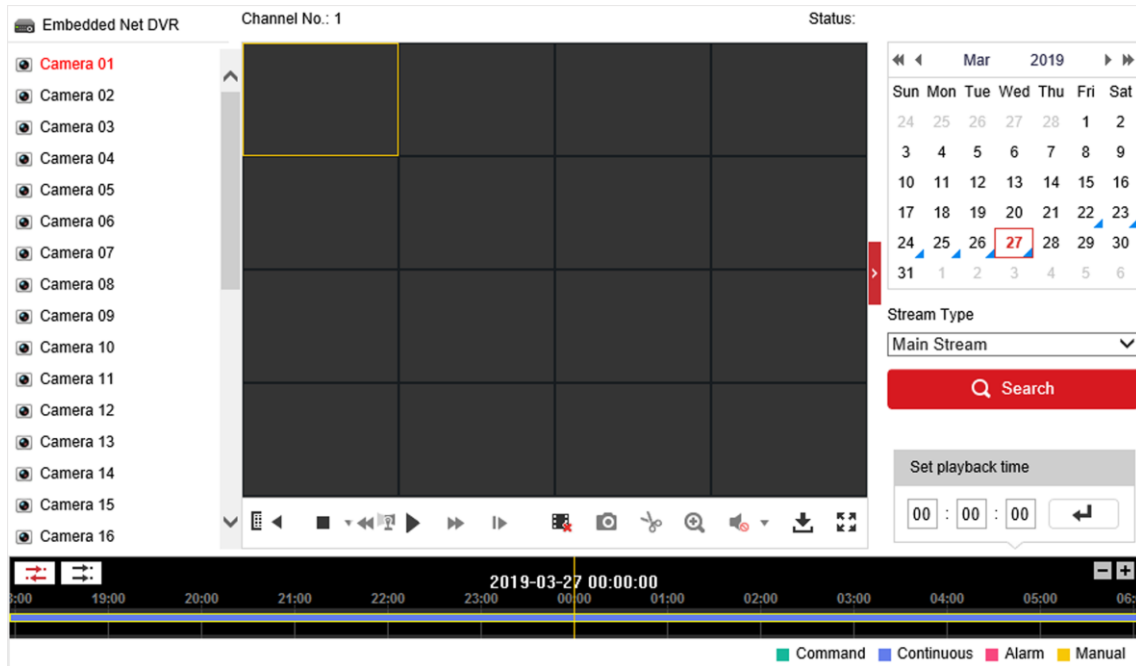 Embedded Net DVR
Channel No.: 1
Status:
Camera 01
Camera 02
Camera 03
Camera 04
Camera 05
Camera 06
Camera 07
Camera 08
Camera 09
Camera 10
Camera 11
Camera 12
Camera 13
Camera 14
Camera 15
Camera 16
Mar 2019
Sun Mon Tue Wed Thu Fri Sat
24 25 26 27 28 1 2
3 4 5 6 7 8 9
10 11 12 13 14 15 16
17 18 19 20 21 22 23
24 25 26 27 28 29 30
31 1 2 3 4 5 6
Stream Type
Main Stream
Search
Set playback time
00 : 00 : 00
2019-03-27 00:00:00
:00 19:00 20:00 21:00 22:00 23:00 00:00 01:00 02:00 03:00 04:00 05:00 06:
Command Continuous Alarm Manual